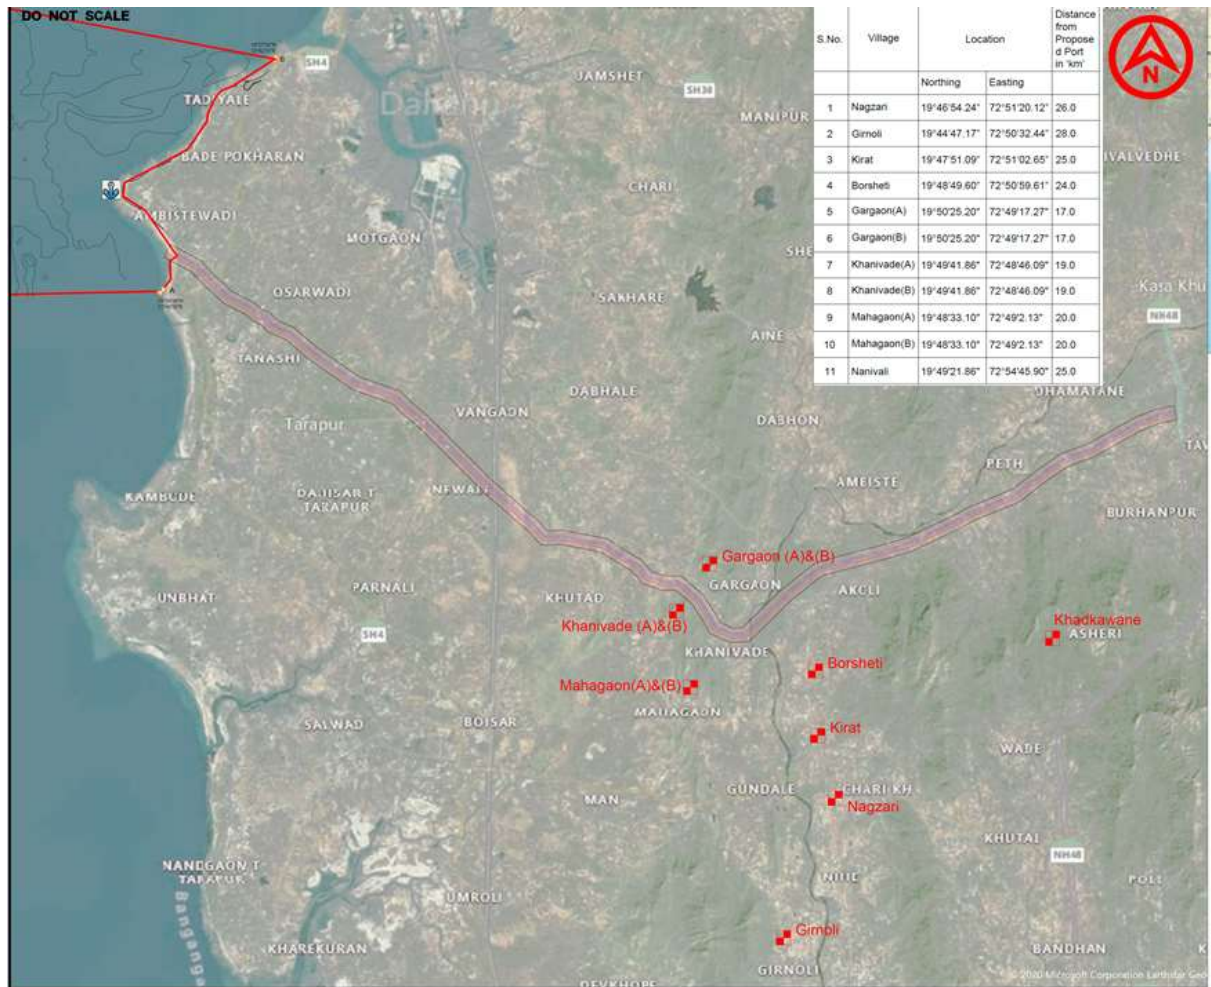 DO NOT SCALE
S.No.
Village
Location
Distance
from
Propose
d Port
in 'km'
Northing
Easting
1 Nagzari 19°46'54.24" 72°51'20.12" 26.0
2 Girnoli 19°44'47.17" 72°50'32.44" 28.0
3 Kirat 19°47'51.09" 72°51'02.65" 25.0
4 Borsheti 19°48'49.60" 72°50'59.61" 24.0
5 Gargaon(A) 19°50'25.20" 72°49'17.27" 17.0
6 Gargaon(B) 19°50'25.20" 72°49'17.27" 17.0
7 Khanivade(A) 19°49'41.86" 72°48'46.09" 19.0
8 Khanivade(B) 19°49'41.86" 72°48'46.09" 19.0
9 Mahagaon(A) 19°48'33.10" 72°49'2.13" 20.0
10 Mahagaon(B) 19°48'33.10" 72°49'2.13" 20.0
11 Nanivali 19°49'21.86" 72°54'45.90" 25.0
N
SH4
TADIYALE
Dahanu
JAMSHET
SH30
MANIPUR
BADE POKHARAN
IVALVEDHE
CHARI
AMBISTEWADI
MOTGAON
SHE
OSARWADI
SAKHARE
Kasa Khu
NH48
AINE
TANASHI
DABHALE
DHAMATANE
VANGAON
DABHON
Tarapur
TAV
PETH
NEWALE
DAHISAR T
TARAPUR
KAMBODE
AMEISTE
BURHANPUR
Gargaon (A)&(B)
GARGAON
PARNALI
UNBHAT
KHUTAD
AKOLI
Khanivade (A)&(B)
Khadkawane
ASHERI
SH4
KHANIVADE
Borsheti
Mahagaon(A)&(B)
MAHAGAON
SALWAD
BOISAR
Kirat
WADE
GUNDALE
CHARI KH
MAN
Nagzari
KHUTAL
NH48
NANDGAON T
TARAPUR
NIHE
POLE
UMROLI
Banganga
Girnoli
KHAREKURAN
BANDHAN
K
GIRNOLI
DEVKHOPE
© 2020 Microsoft Corporation Earthstar Geo